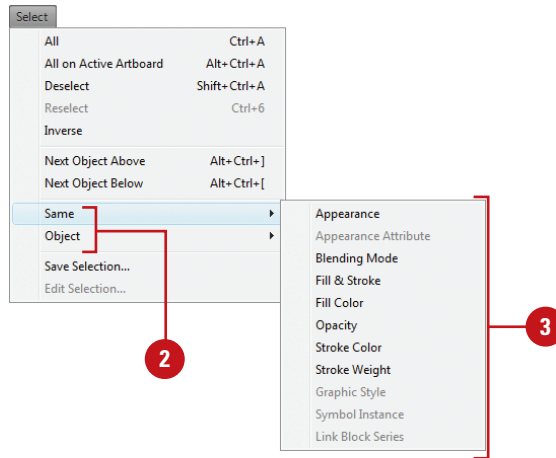 Select
All Ctrl+A
All on Active Artboard Alt+Ctrl+A
Deselect Shift+Ctrl+A
Reselect Ctrl+6
Inverse
Next Object Above Alt+Ctrl+]
Next Object Below Alt+Ctrl+[
Same
Object
Save Selection...
Edit Selection...
2
Appearance
Appearance Attribute
Blending Mode
Fill & Stroke
Fill Color
Opacity
Stroke Color
Stroke Weight
Graphic Style
Symbol Instance
Link Block Series
3